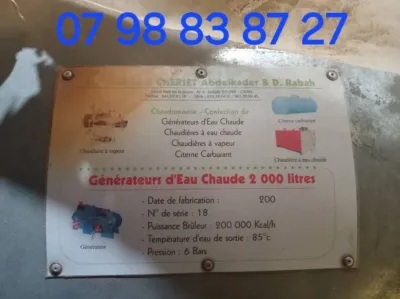 07 98 83 87 27
CHERIET Abdelkader & D. Rabah
Chaudronnerie - Confection de
Générateurs d'Eau Chaude
Chaudières à eau chaude
Chaudières à vapeur
Citerne Carburant
Citerne carburant
Chaudière à vapeur
Chaudière à eau chaude
Générateurs d'Eau Chaude 2 000 litres
- Date de fabrication : 200
- N° de série : 18
- Puissance Brûleur : 200 000 Kcal/h
- Température d'eau de sortie : 85°c
- Pression : 6 Bars
Générateur